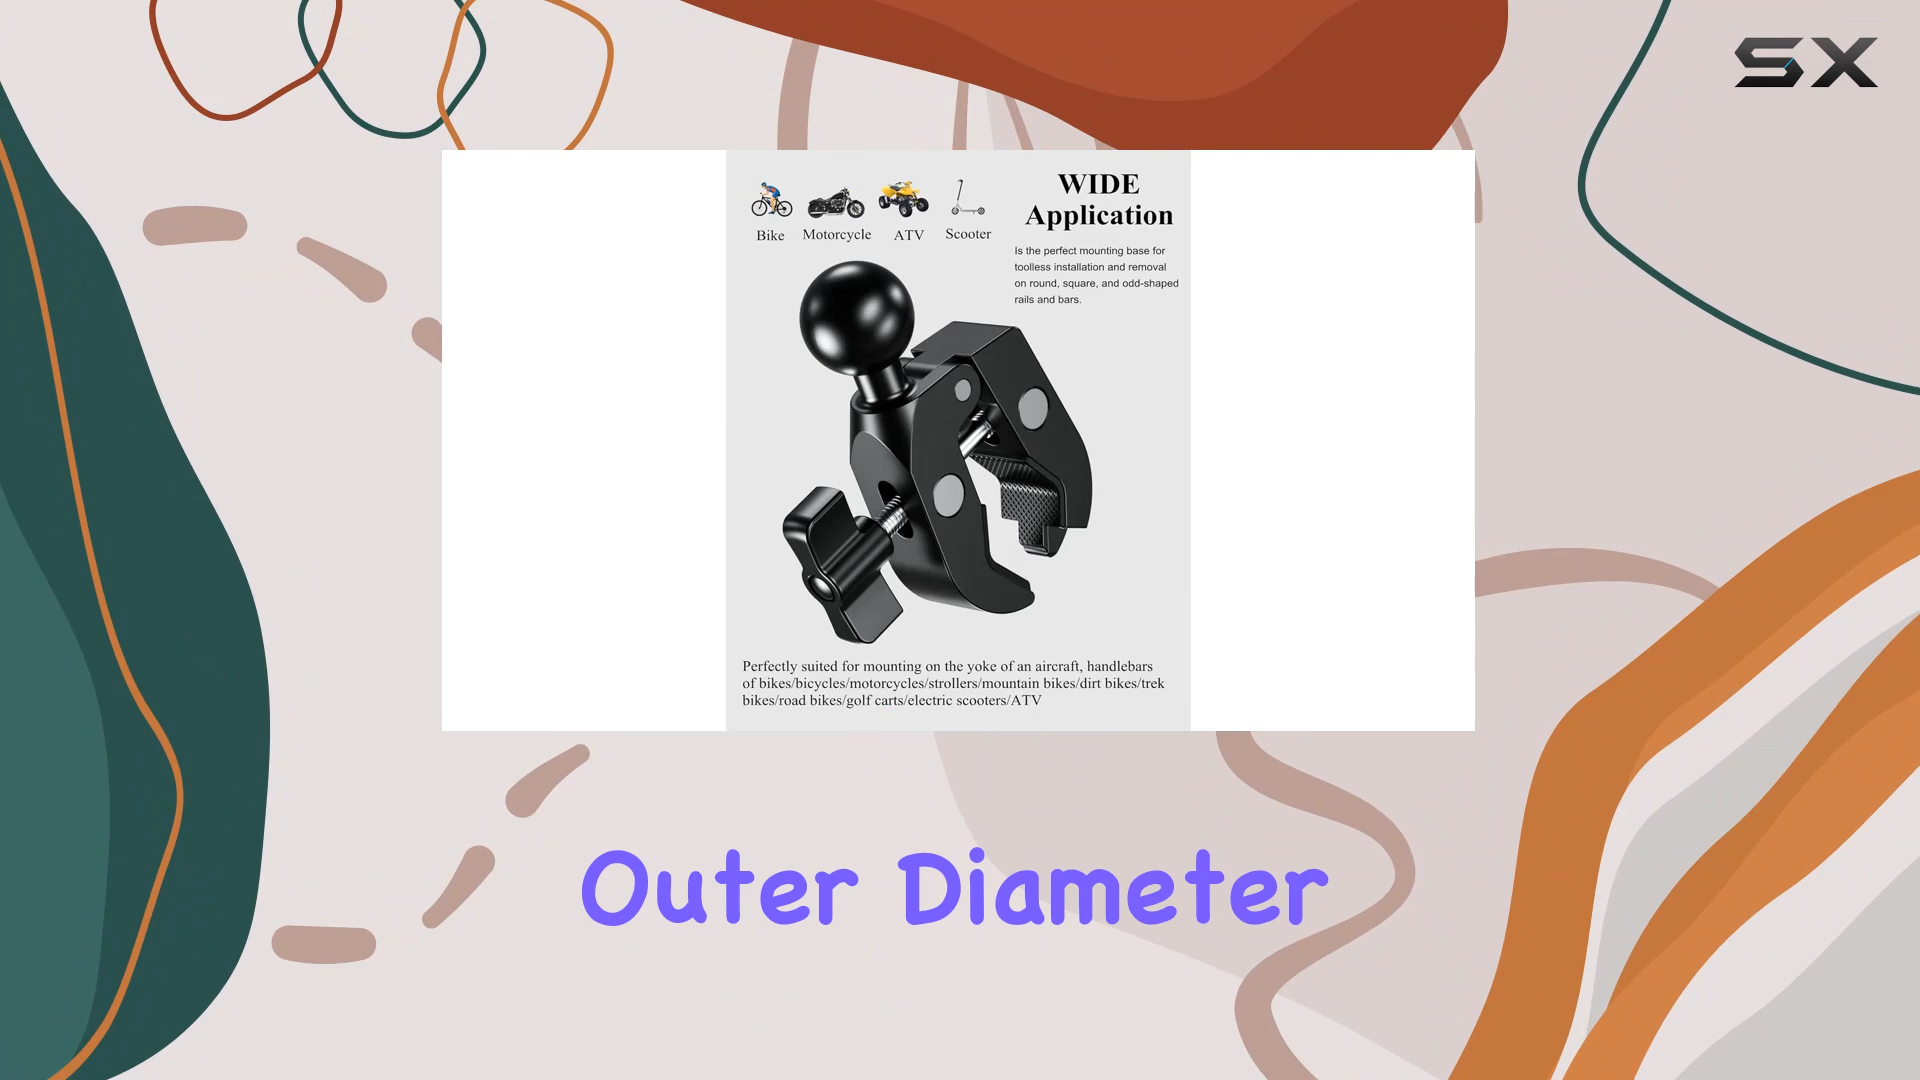 SX
WIDE
Application
Bike Motorcycle ATV Scooter
Is the perfect mounting base for
toolless installation and removal
on round, square, and odd-shaped
rails and bars.
Perfectly suited for mounting on the yoke of an aircraft, handlebars
of bikes/bicycles/motorcycles/strollers/mountain bikes/dirt bikes/trek
bikes/road bikes/golf carts/electric scooters/ATV
Outer Diameter